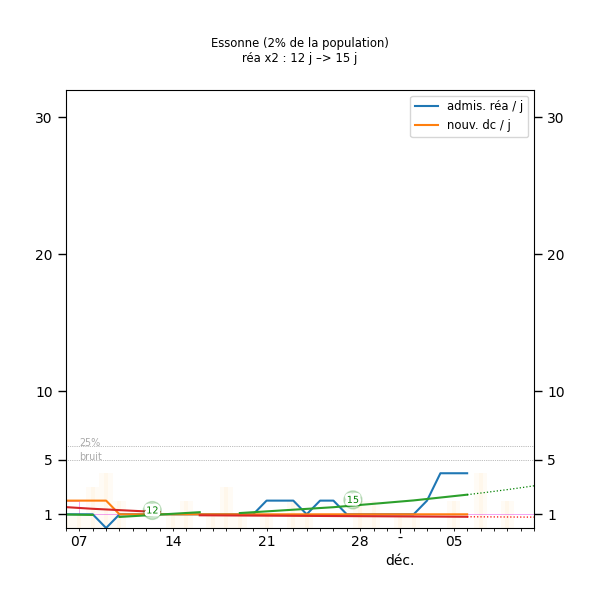 Essonne (2% de la population)
réa x2 : 12 j –> 15 j
admis. réa / j
nouv. dc / j
30 30
20 20
10 10
25%
bruit
5 5
15
12
1 1
07 14 21 28 - 05
déc.